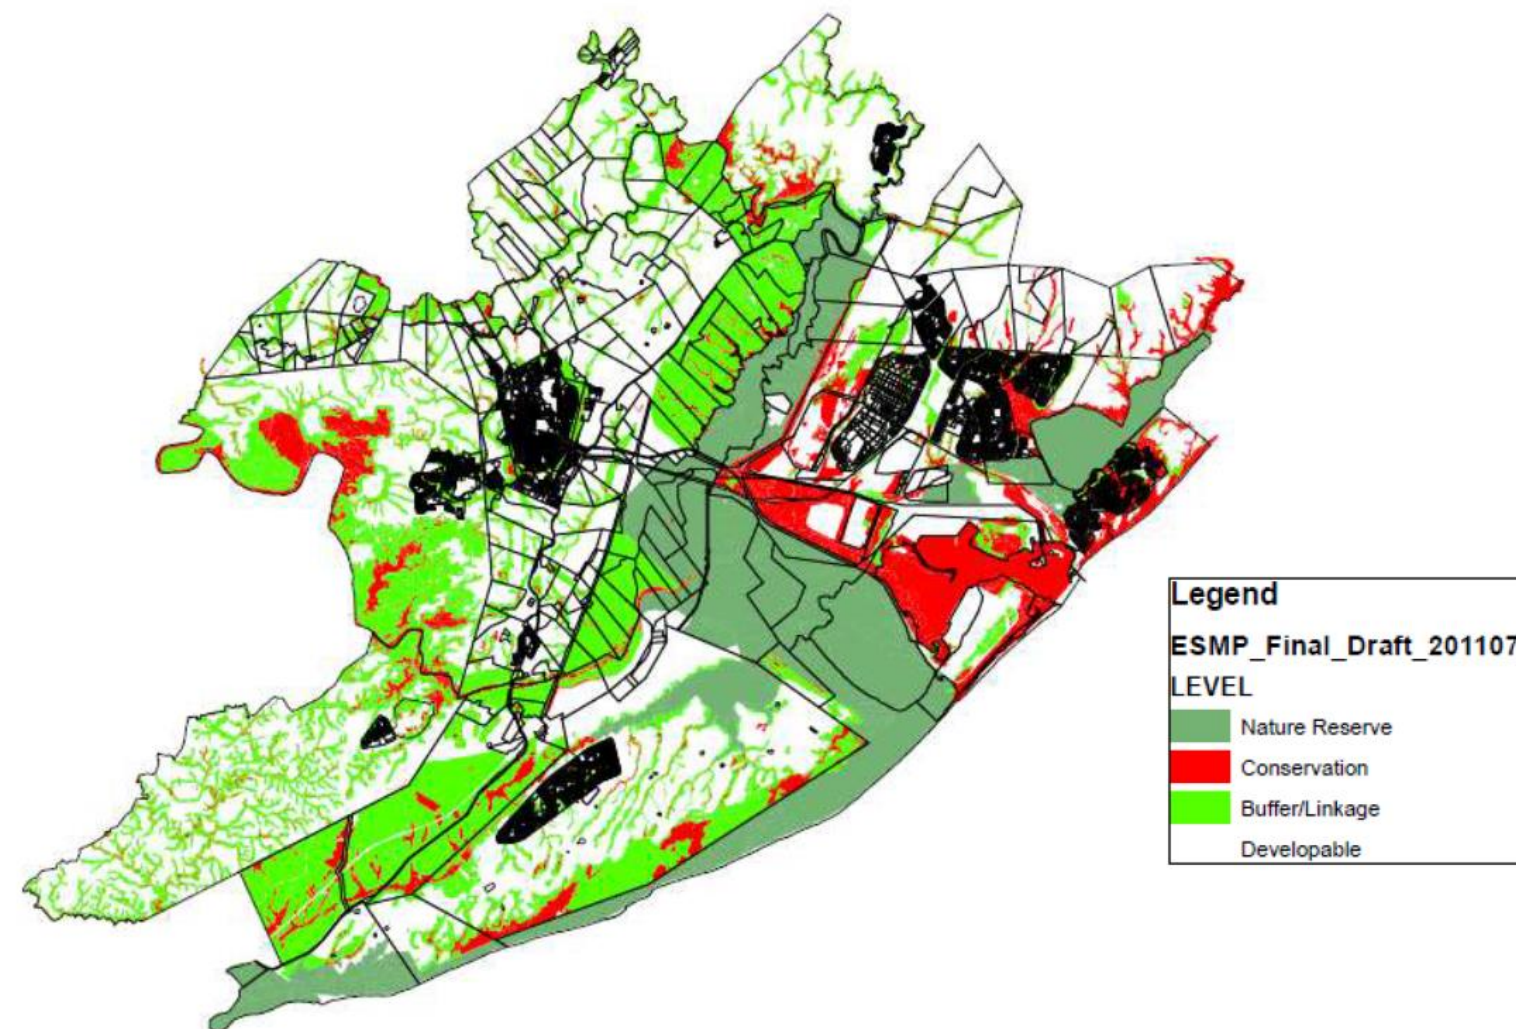 Legend
ESMP_Final_Draft_201107
LEVEL
Nature Reserve
Conservation
Buffer/Linkage
Developable